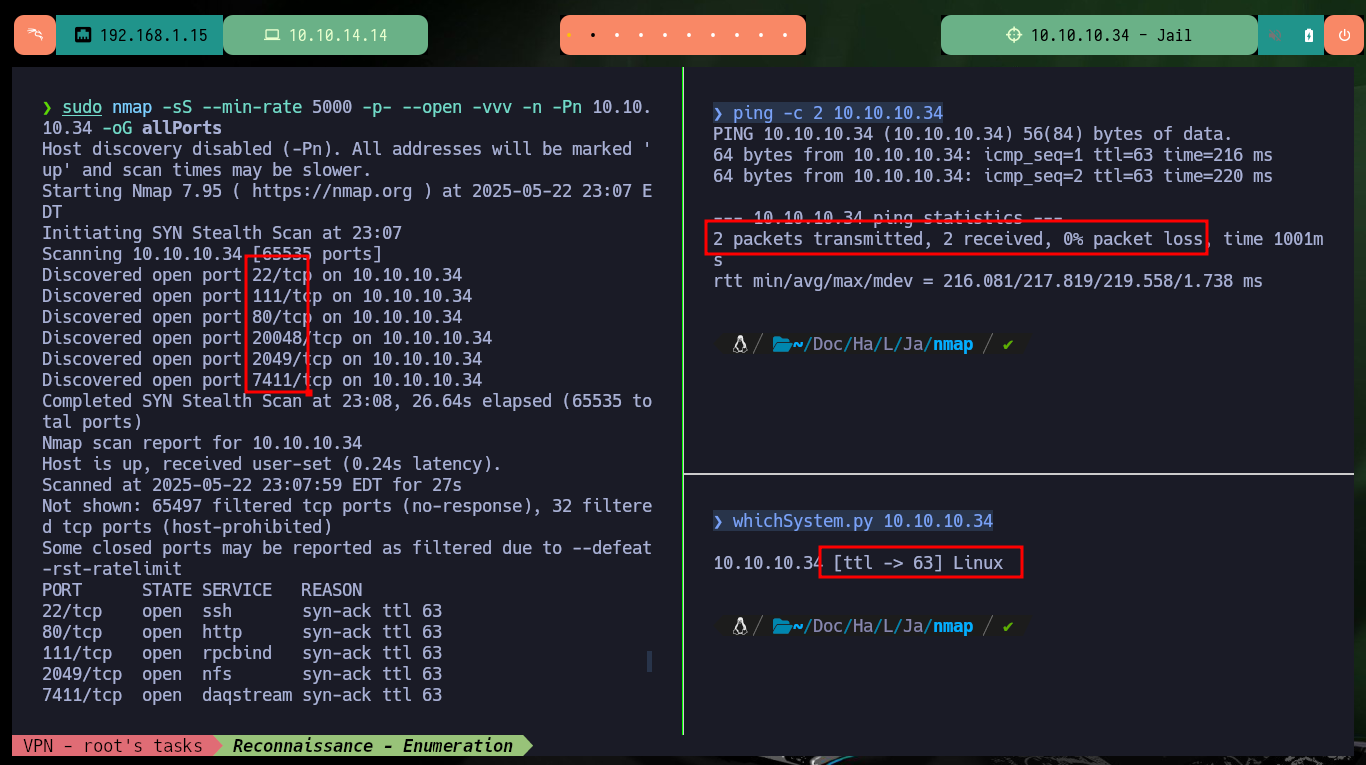 192.168.1.15
10.10.14.14
10.10.10.34 - Jail
❯ sudo nmap -sS --min-rate 5000 -p- --open -vvv -n -Pn 10.10.
10.34 -oG allPorts
Host discovery disabled (-Pn). All addresses will be marked '
up' and scan times may be slower.
Starting Nmap 7.95 ( https://nmap.org ) at 2025-05-22 23:07 E
DT
Initiating SYN Stealth Scan at 23:07
Scanning 10.10.10.34 [65535 ports]
Discovered open port 22/tcp on 10.10.10.34
Discovered open port 111/tcp on 10.10.10.34
Discovered open port 80/tcp on 10.10.10.34
Discovered open port 20048/tcp on 10.10.10.34
Discovered open port 2049/tcp on 10.10.10.34
Discovered open port 7411/tcp on 10.10.10.34
Completed SYN Stealth Scan at 23:08, 26.64s elapsed (65535 to
tal ports)
Nmap scan report for 10.10.10.34
Host is up, received user-set (0.24s latency).
Scanned at 2025-05-22 23:07:59 EDT for 27s
Not shown: 65497 filtered tcp ports (no-response), 32 filtere
d tcp ports (host-prohibited)
Some closed ports may be reported as filtered due to --defeat
-rst-ratelimit
PORT      STATE SERVICE   REASON
22/tcp    open  ssh       syn-ack ttl 63
80/tcp    open  http      syn-ack ttl 63
111/tcp   open  rpcbind   syn-ack ttl 63
2049/tcp  open  nfs       syn-ack ttl 63
7411/tcp  open  daqstream syn-ack ttl 63
❯ ping -c 2 10.10.10.34
PING 10.10.10.34 (10.10.10.34) 56(84) bytes of data.
64 bytes from 10.10.10.34: icmp_seq=1 ttl=63 time=216 ms
64 bytes from 10.10.10.34: icmp_seq=2 ttl=63 time=220 ms
--- 10.10.10.34 ping statistics ---
2 packets transmitted, 2 received, 0% packet loss, time 1001m
s
rtt min/avg/max/mdev = 216.081/217.819/219.558/1.738 ms
~/Doc/Ha/L/Ja/nmap / ✔
❯ whichSystem.py 10.10.10.34
10.10.10.34 [ttl -> 63] Linux
~/Doc/Ha/L/Ja/nmap / ✔
VPN - root's tasks
Reconnaissance - Enumeration